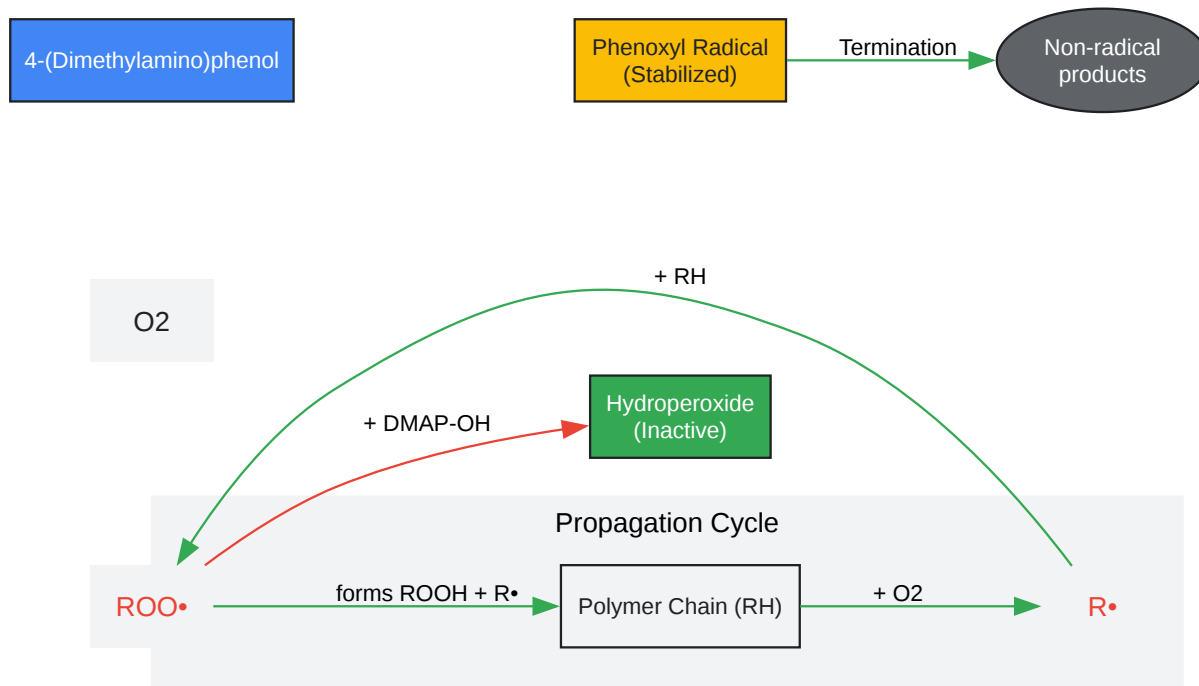 4-(Dimethylamino)phenol
Phenoxyl Radical
(Stabilized)
Termination
Non-radical
products
+ RH
O2
+ DMAP-OH
Hydroperoxide
(Inactive)
Propagation Cycle
ROO•
forms ROOH + R•
Polymer Chain (RH)
+ O2
R•